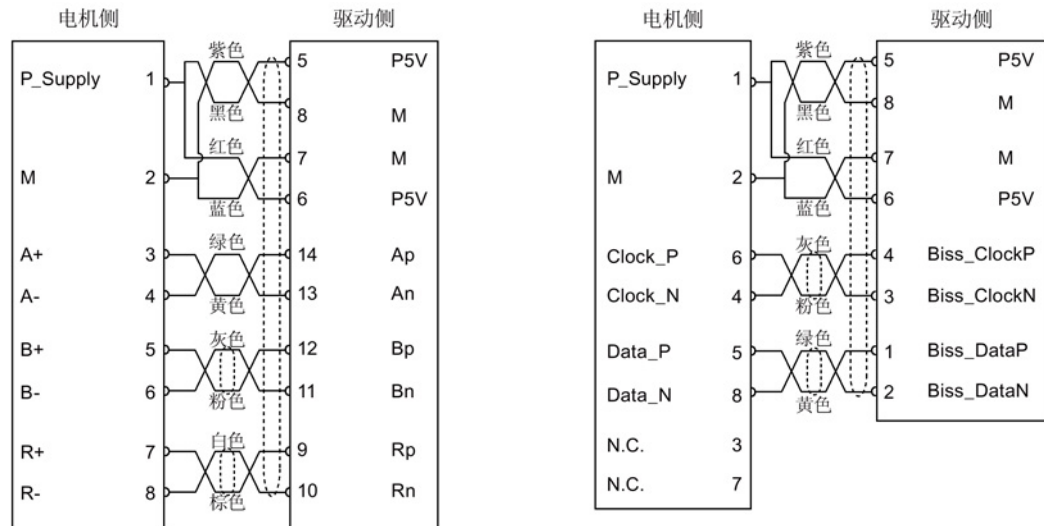 电机侧
驱动侧
P_Supply 1 紫色 5 P5V
黑色 8 M
红色 7 M
M 2 蓝色 6 P5V
A+ 3 绿色 14 Ap
A- 4 黄色 13 An
B+ 5 灰色 12 Bp
B- 6 粉色 11 Bn
R+ 7 白色 9 Rp
R- 8 棕色 10 Rn
电机侧
驱动侧
P_Supply 1 紫色 5 P5V
黑色 8 M
红色 7 M
M 2 蓝色 6 P5V
Clock_P 6 灰色 4 Biss_ClockP
Clock_N 4 粉色 3 Biss_ClockN
Data_P 5 绿色 1 Biss_DataP
Data_N 8 黄色 2 Biss_DataN
N.C. 3
N.C. 7